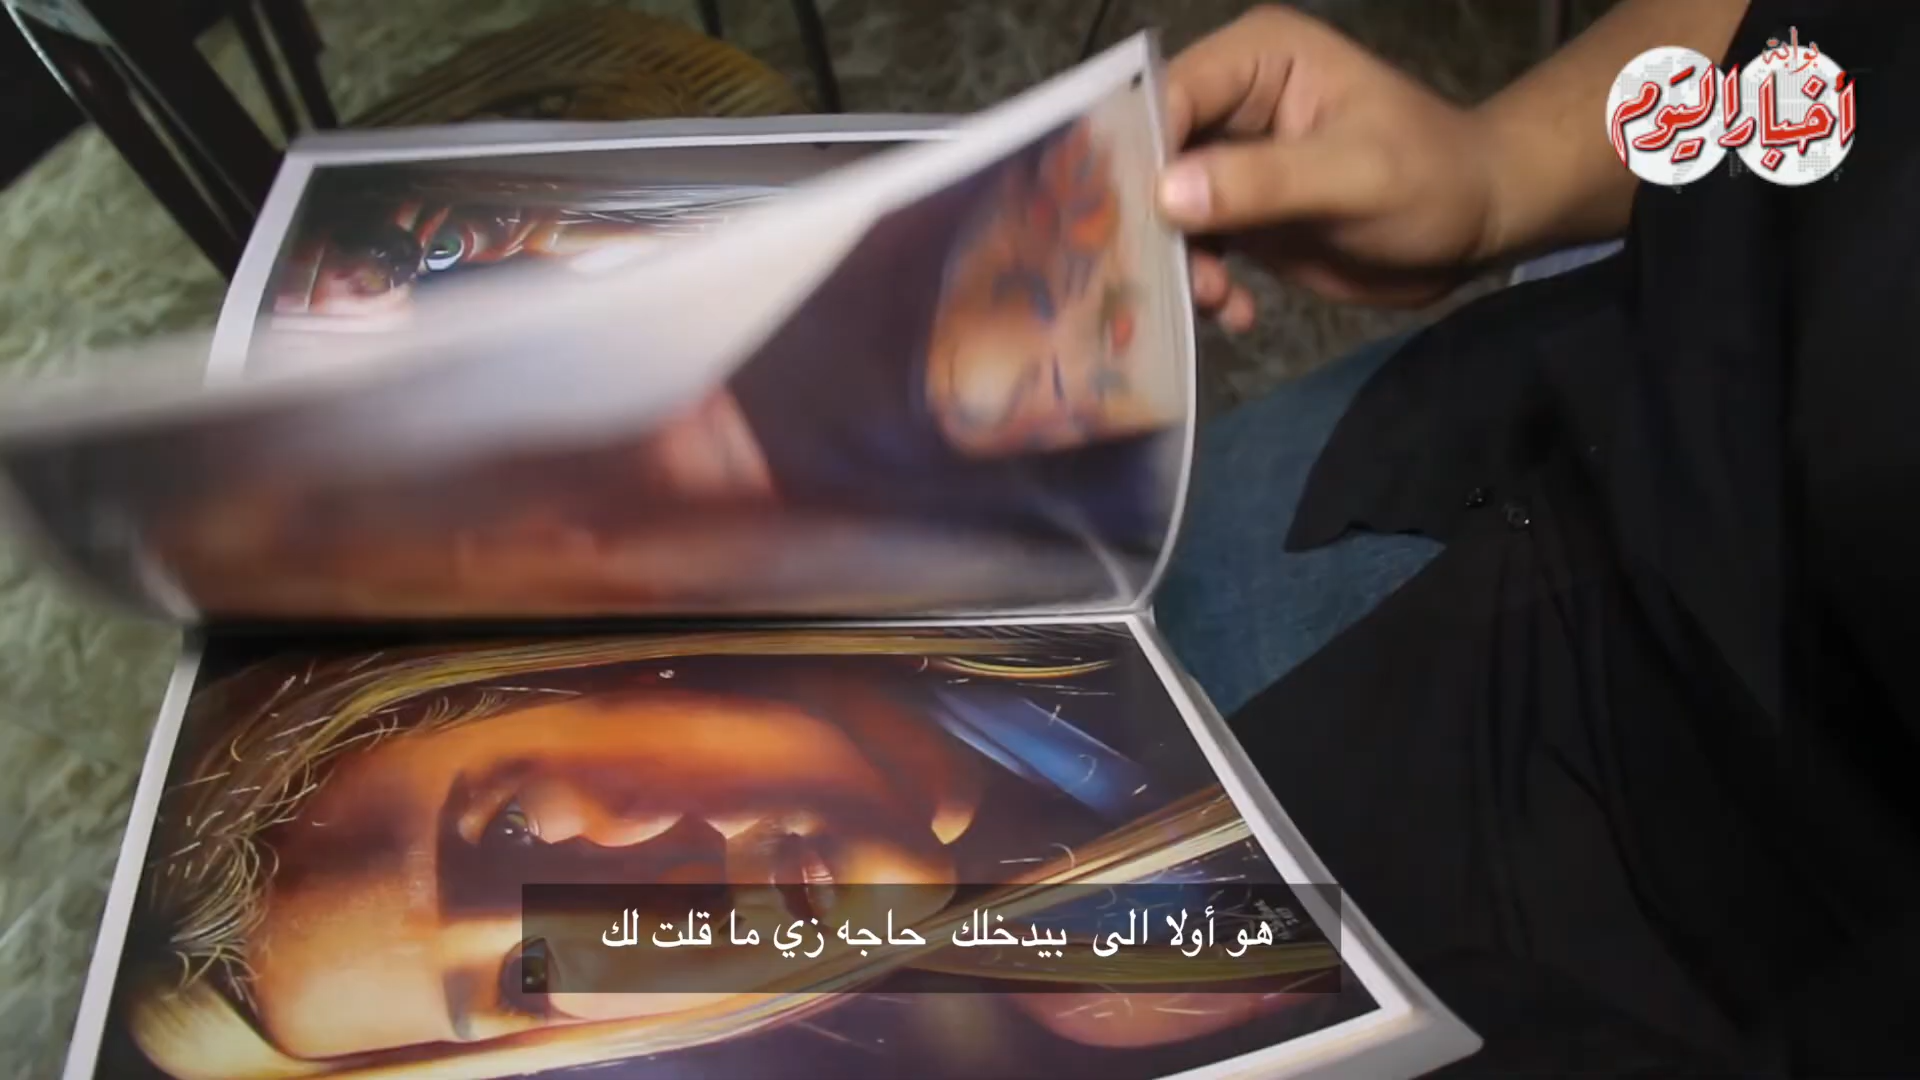 بوابة
أخبار اليوم
هو أولا الى بيدخلك حاجه زي ما قلت لك